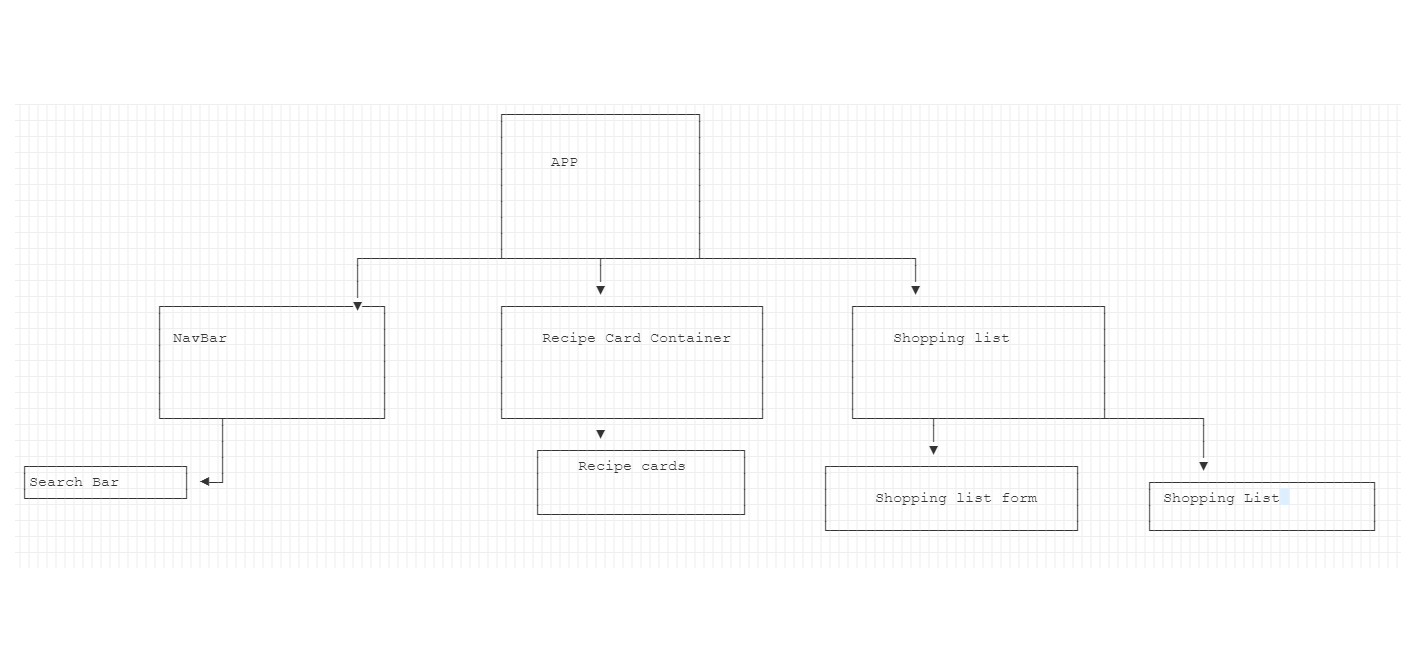 APP
NavBar
Recipe Card Container
Shopping list
Search Bar
Recipe cards
Shopping list form
Shopping List